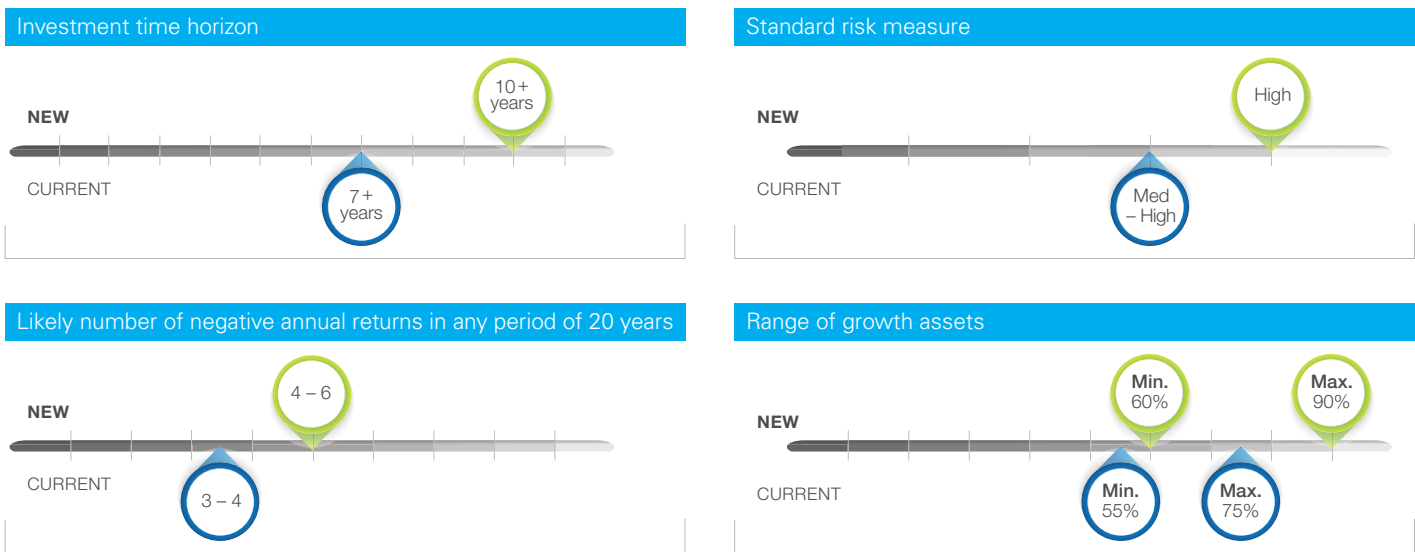 Investment time horizon
10+
years
NEW
CURRENT
7+
years
Standard risk measure
High
NEW
CURRENT
Med
– High
Likely number of negative annual returns in any period of 20 years
4 – 6
NEW
CURRENT
3 – 4
Range of growth assets
Min.
60%
Max.
90%
NEW
CURRENT
Min.
55%
Max.
75%